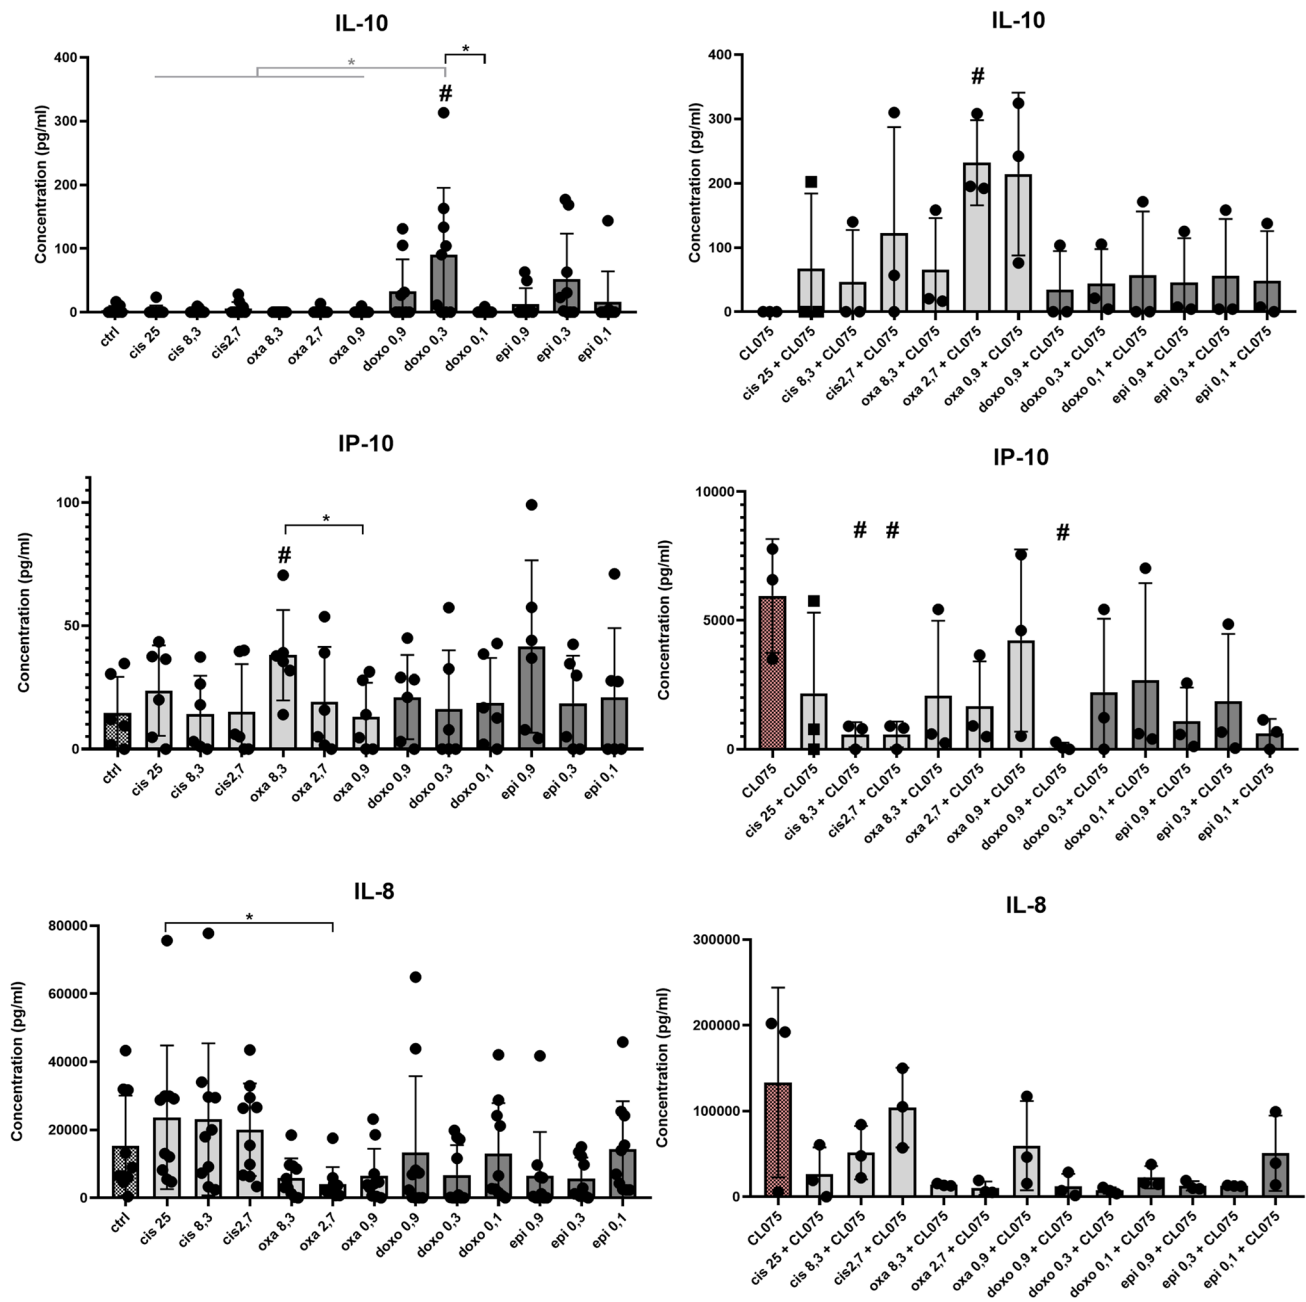 IL-10
Concentration (pg/ml)
400
300
200
100
0
*
*
#
ctrl
cis 25
cis 8,3
cis2,7
oxa 8,3
oxa 2,7
oxa 0,9
doxo 0,9
doxo 0,3
doxo 0,1
epi 0,9
epi 0,3
epi 0,1
IL-10
Concentration (pg/ml)
400
300
200
100
0
#
CL075
cis 25 + CL075
cis 8,3 + CL075
cis2,7 + CL075
oxa 8,3 + CL075
oxa 2,7 + CL075
oxa 0,9 + CL075
doxo 0,9 + CL075
doxo 0,3 + CL075
doxo 0,1 + CL075
epi 0,9 + CL075
epi 0,3 + CL075
epi 0,1 + CL075
IP-10
Concentration (pg/ml)
100
50
0
*
#
ctrl
cis 25
cis 8,3
cis2,7
oxa 8,3
oxa 2,7
oxa 0,9
doxo 0,9
doxo 0,3
doxo 0,1
epi 0,9
epi 0,3
epi 0,1
IP-10
Concentration (pg/ml)
10000
5000
0
#
#
#
CL075
cis 25 + CL075
cis 8,3 + CL075
cis2,7 + CL075
oxa 8,3 + CL075
oxa 2,7 + CL075
oxa 0,9 + CL075
doxo 0,9 + CL075
doxo 0,3 + CL075
doxo 0,1 + CL075
epi 0,9 + CL075
epi 0,3 + CL075
epi 0,1 + CL075
IL-8
Concentration (pg/ml)
80000
60000
40000
20000
0
*
ctrl
cis 25
cis 8,3
cis2,7
oxa 8,3
oxa 2,7
oxa 0,9
doxo 0,9
doxo 0,3
doxo 0,1
epi 0,9
epi 0,3
epi 0,1
IL-8
Concentration (pg/ml)
300000
200000
100000
0
CL075
cis 25 + CL075
cis 8,3 + CL075
cis2,7 + CL075
oxa 8,3 + CL075
oxa 2,7 + CL075
oxa 0,9 + CL075
doxo 0,9 + CL075
doxo 0,3 + CL075
doxo 0,1 + CL075
epi 0,9 + CL075
epi 0,3 + CL075
epi 0,1 + CL075